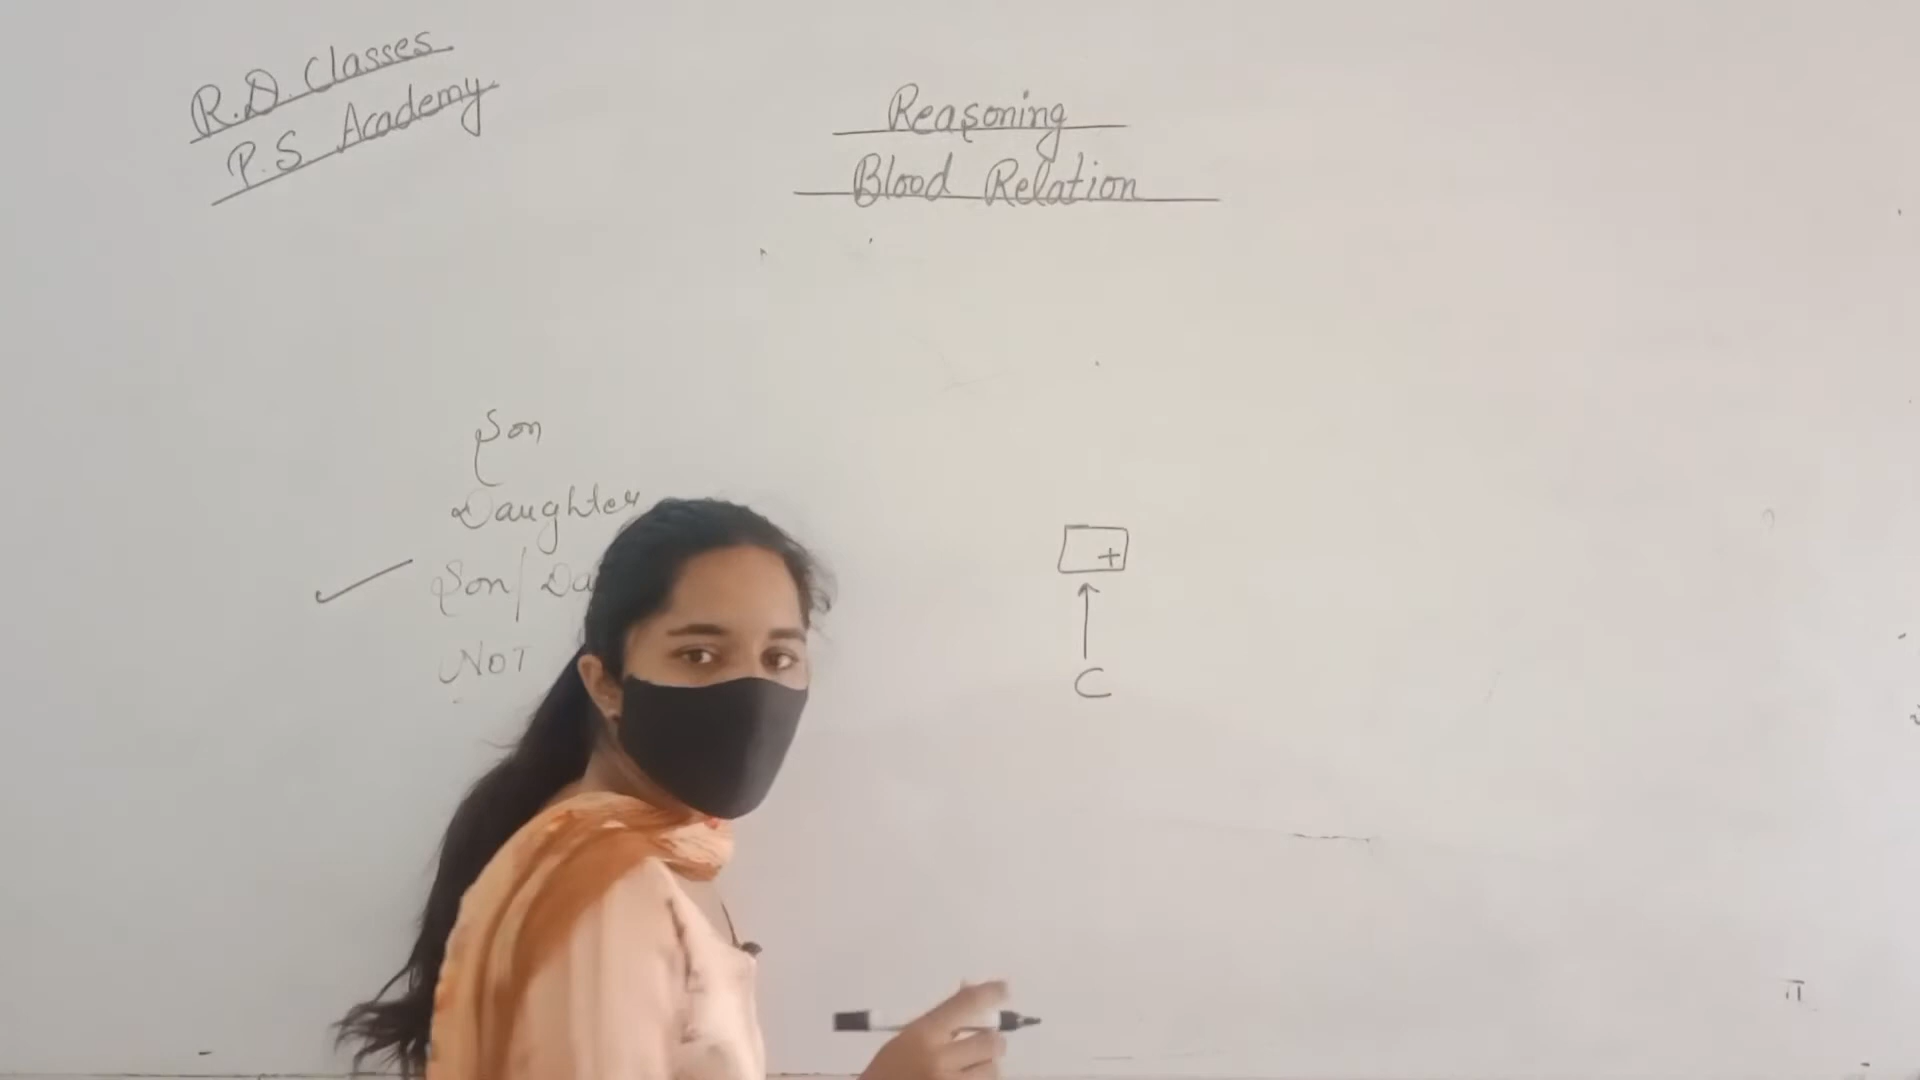 R.D. Classes
P.S. Academy
Reasoning
Blood Relation
Son
Daughter
Son/Da
NOT
+
C